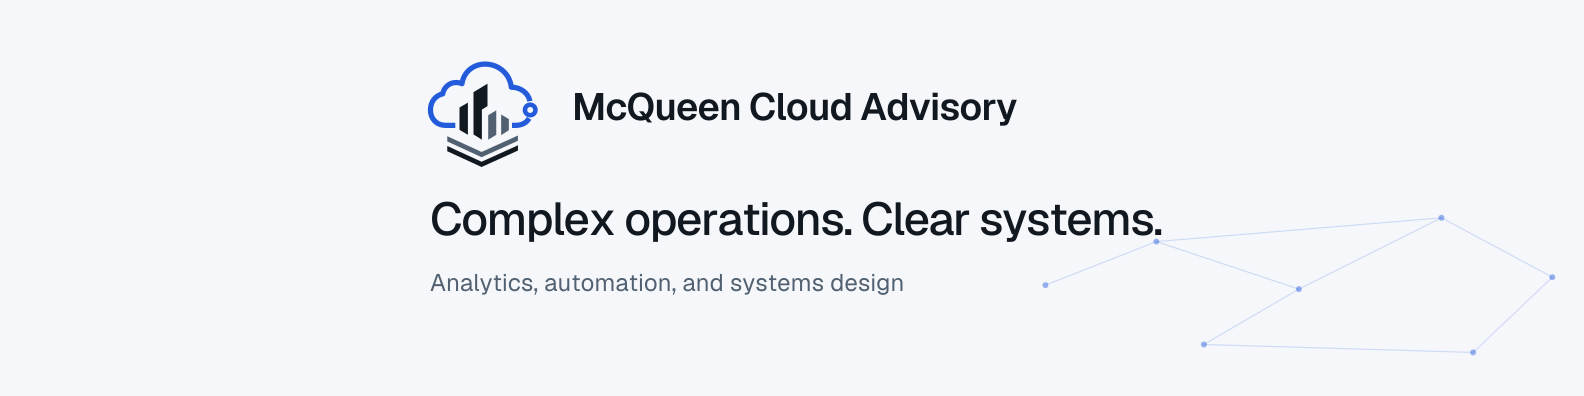 McQueen Cloud Advisory
Complex operations. Clear systems.
Analytics, automation, and systems design